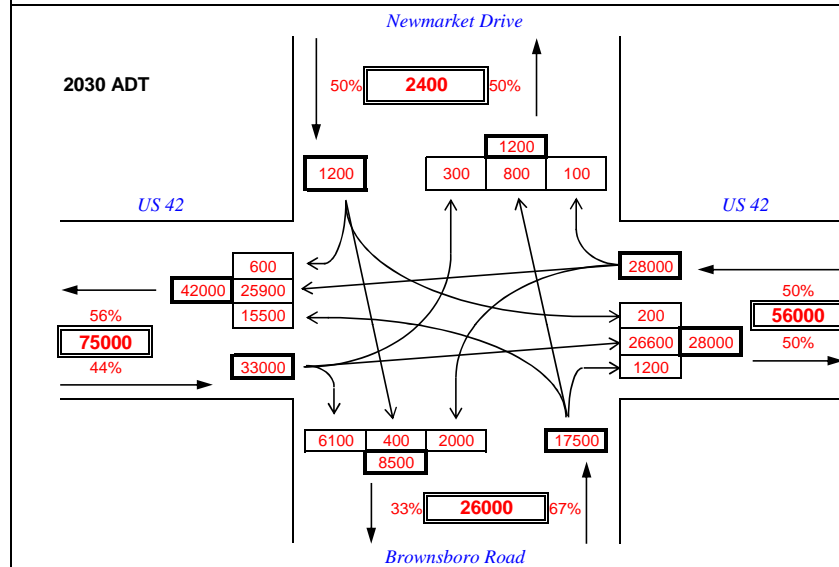 Newmarket Drive
2030 ADT
50% 2400 50%
1200
1200 300 800 100
US 42 US 42
600 28000
42000 25900 50%
15500 200 56000
56% 26600 28000 50%
75000 1200
44% 33000
6100 400 2000 17500
8500
33% 26000 67%
Brownsboro Road